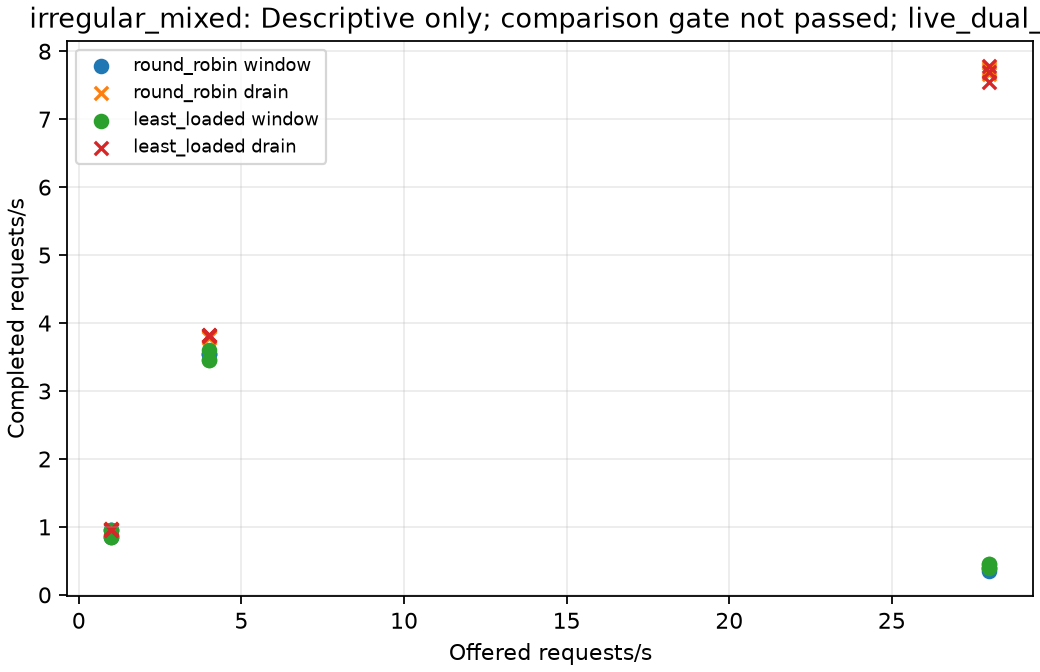 irregular_mixed: Descriptive only; comparison gate not passed; live_dual_
8
7
6
5
4
3
2
1
0
Completed requests/s
round_robin window
round_robin drain
least_loaded window
least_loaded drain
0 5 10 15 20 25
Offered requests/s